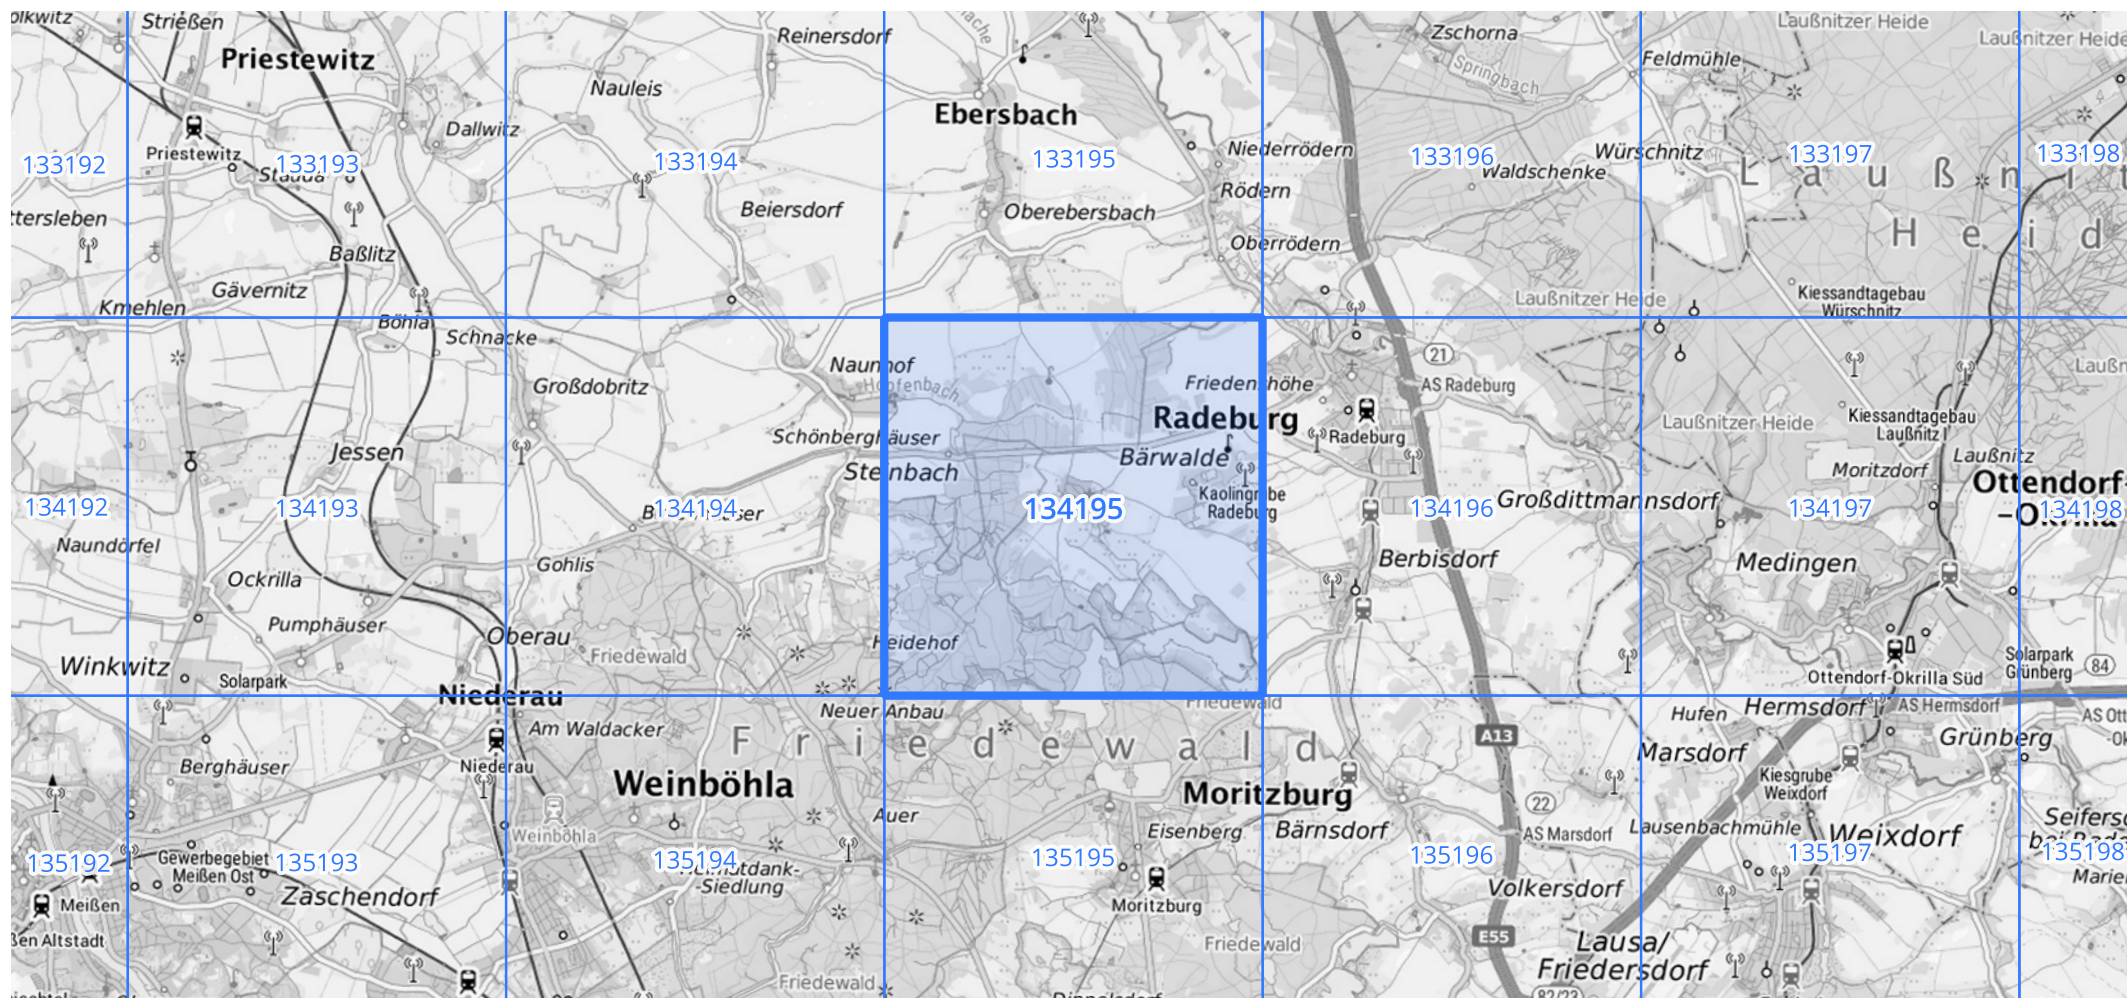 Strießen
Reinersdorf
Zschorna
Laußnitzer Heide
Laußnitzer Heide
Priestewitz
Nauleis
Springbach
Feldmühle
Ebersbach
Dallwitz
Priestewitz
Niederrödern
Würschnitz
133192
133193
133194
133195
133196
133197
133198
Waldschenke
Rödern
L a u ß n i t
Beiersdorf
Oberebersbach
Oberrödern
H e i d
Baßlitz
Gävernitz
Kmehlen
Laußnitzer Heide
Kiessandtagebau
Würschnitz
Böhla
Schnacke
Naunhof
Hopfenbach
21
Großdobritz
Friedenshöhe
AS Radeburg
Radeburg
Kiessandtagebau
Laußnitz I
Laußnitzer Heide
Schönberghäuser
Radeburg
Jessen
Steinbach
Bärwalde
Laußnitz
Moritzdorf
Ottendorf-
-Okrilla
Kaolingrube
Radeburg
Großdittmannsdorf
134192
134193
134194
134195
134196
134197
134198
Naundörfel
Gohlis
Berbisdorf
Medingen
Ockrilla
Pumphäuser
Oberau
Heidehof
Friedewald
Winkwitz
Solarpark
Solarpark
Grünberg
84
Ottendorf-Okrilla Süd
Niederau
Neuer Anbau
Friedewald
Hufen
Hermsdorf
AS Hermsdorf
Am Waldacker
F r i e d e w a l d
A13
Marsdorf
Grünberg
Berghäuser
Niederau
Weinböhla
Moritzburg
Kiesgrube
Weixdorf
22
Auer
Eisenberg
Bärnsdorf
AS Marsdorf
Lausenbachmühle
Weixdorf
Weinböhla
135192
135193
135194
135195
135196
135197
135198
Gewerbegebiet
Meißen Ost
-Siedlung
Zaschendorf
Meißen
Moritzburg
Volkersdorf
E55
Lausa/
Friedersdorf
Friedewald
Friedewald
82/23